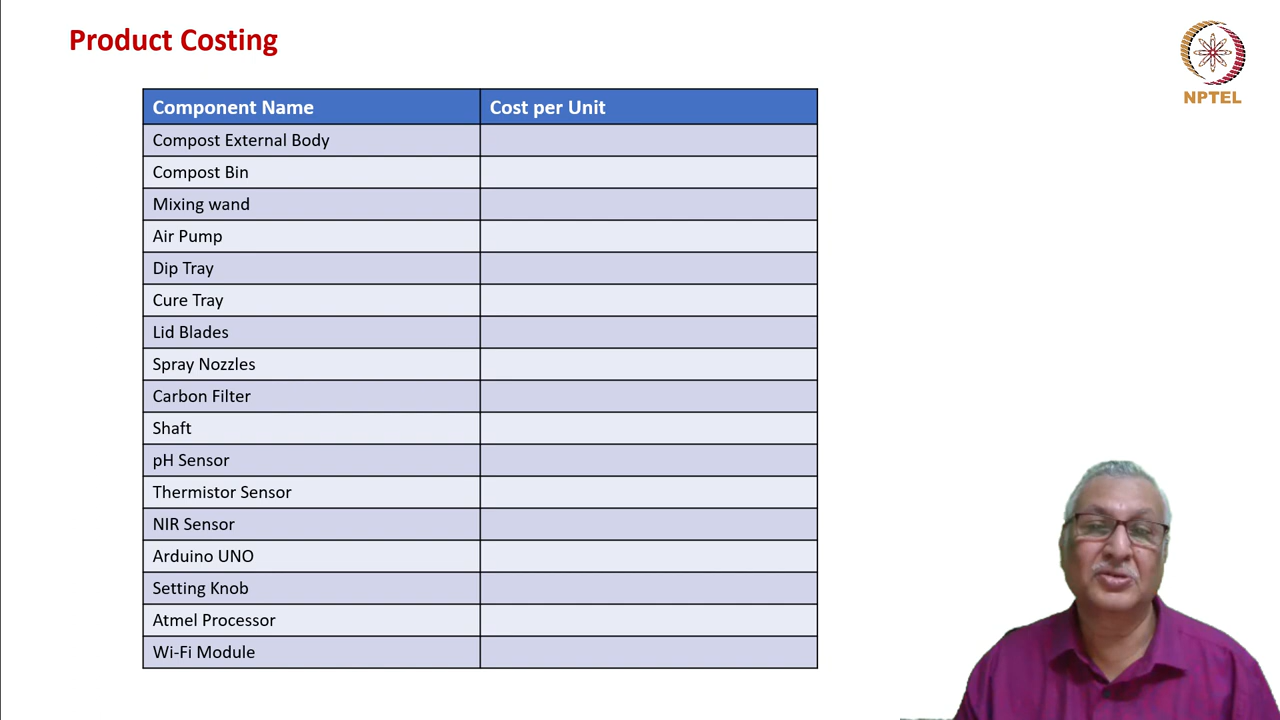 Product Costing
NPTEL
Component Name Cost per Unit
Compost External Body
Compost Bin
Mixing wand
Air Pump
Dip Tray
Cure Tray
Lid Blades
Spray Nozzles
Carbon Filter
Shaft
pH Sensor
Thermistor Sensor
NIR Sensor
Arduino UNO
Setting Knob
Atmel Processor
Wi-Fi Module